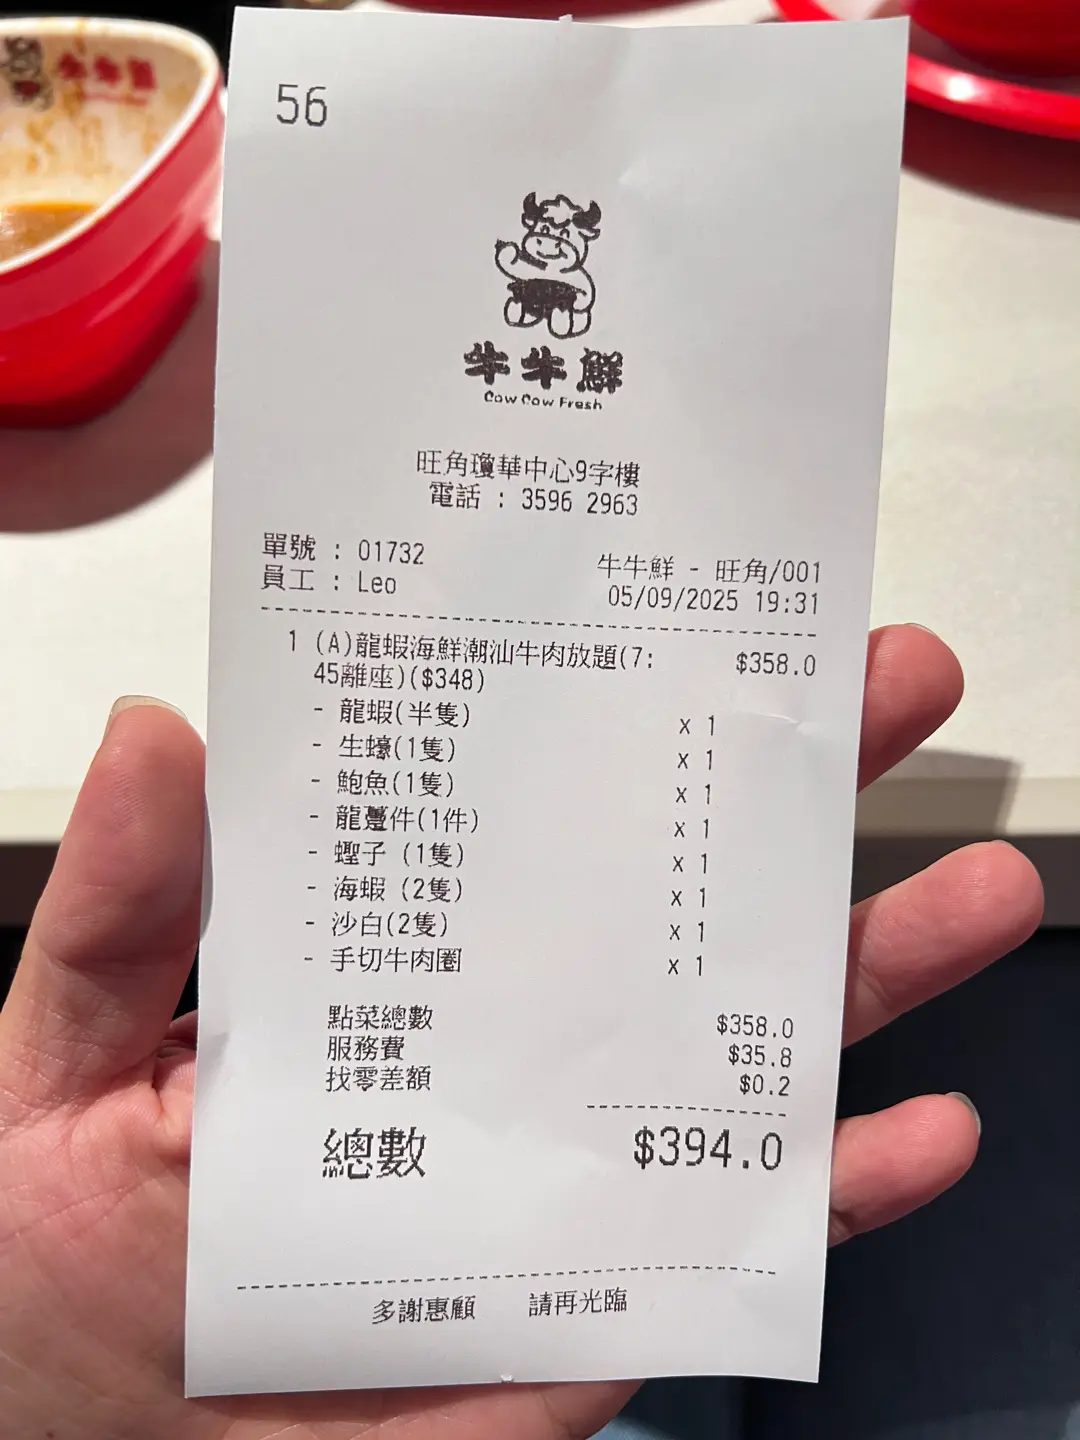 56
牛牛鮮
Cow Cow Fresh
旺角瓊華中心9字樓
電話 : 3596 2963
單號 : 01732
牛牛鮮 - 旺角/001
員工 : Leo
05/09/2025 19:31
1 (A)龍蝦海鮮潮汕牛肉放題(7: $358.0
45離座)($348)
- 龍蝦(半隻) x 1
- 生蠔(1隻) x 1
- 鮑魚(1隻) x 1
- 龍躉件(1件) x 1
- 蟶子 (1隻) x 1
- 海蝦 (2隻) x 1
- 沙白(2隻) x 1
- 手切牛肉圈 x 1
點菜總數 $358.0
服務費 $35.8
找零差額 $0.2
總數 $394.0
多謝惠顧 請再光臨
牛牛鮮